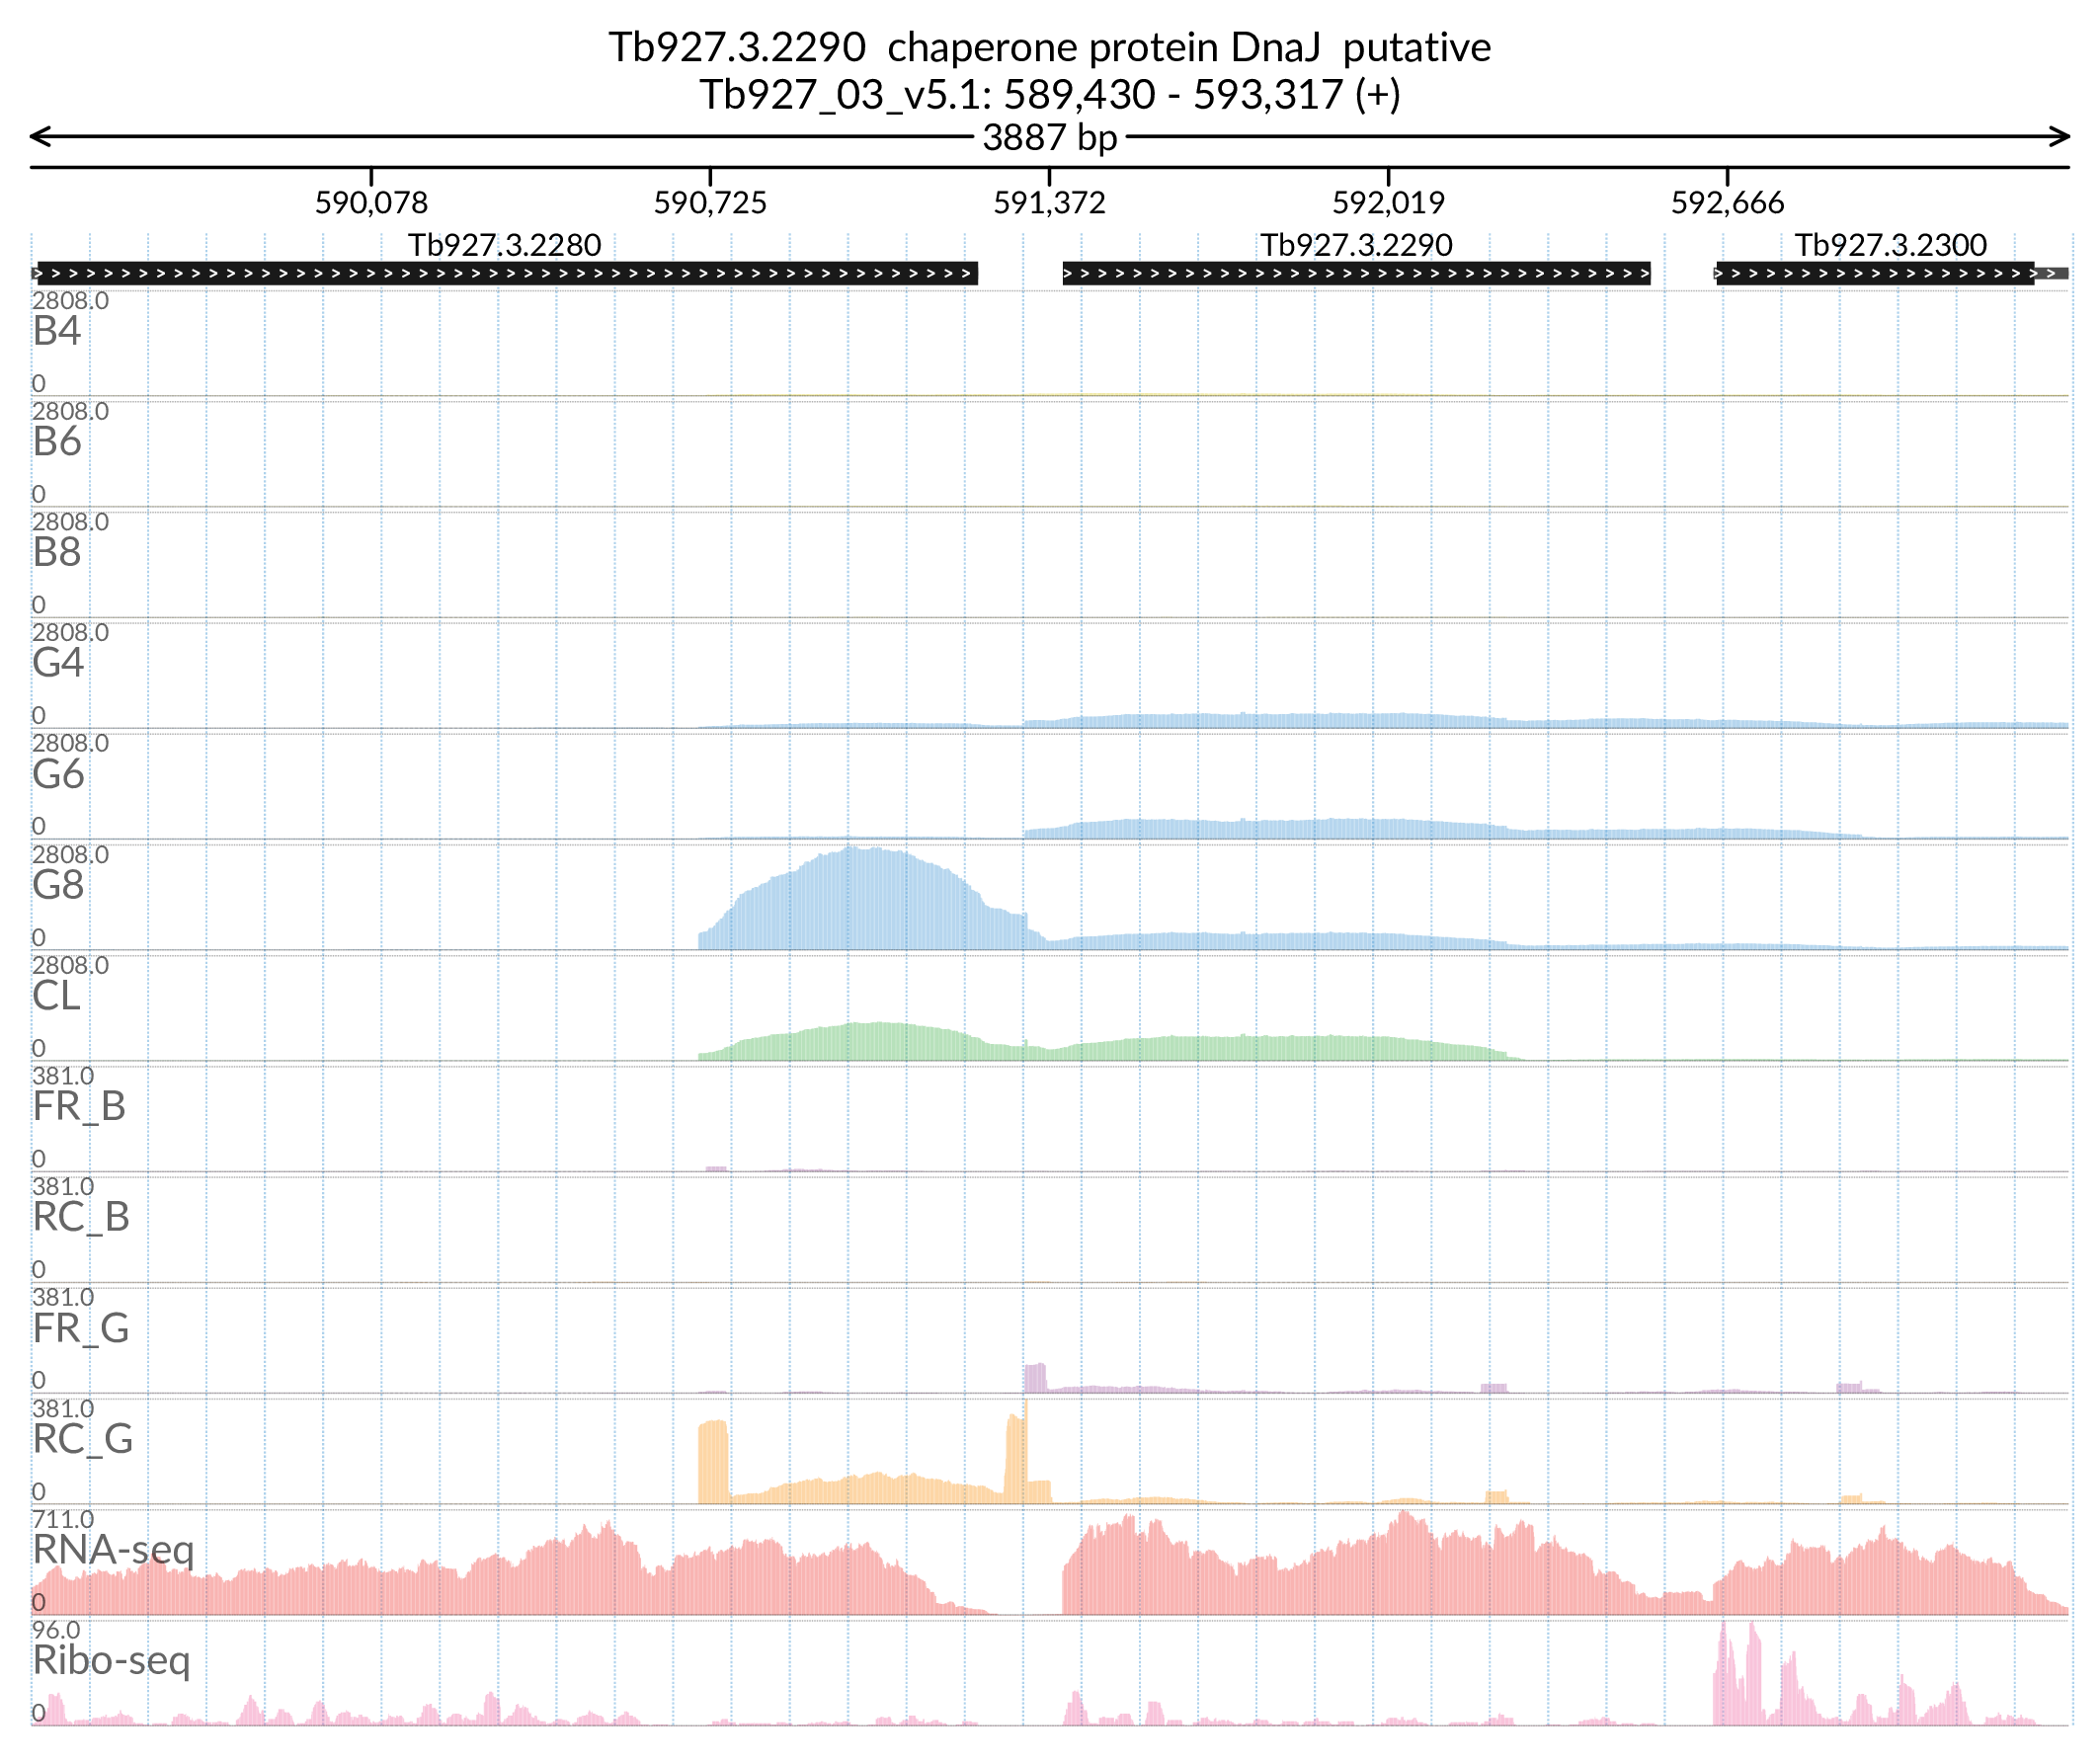 Tb927.3.2290  chaperone protein DnaJ  putative
Tb927_03_v5.1: 589,430 - 593,317 (+)
3887 bp
590,078 590,725 591,372 592,019 592,666
Tb927.3.2280 Tb927.3.2290 Tb927.3.2300
2808.0
B4
0
2808.0
B6
0
2808.0
B8
0
2808.0
G4
0
2808.0
G6
0
2808.0
G8
0
2808.0
CL
0
381.0
FR_B
0
381.0
RC_B
0
381.0
FR_G
0
381.0
RC_G
0
711.0
RNA-seq
0
96.0
Ribo-seq
0